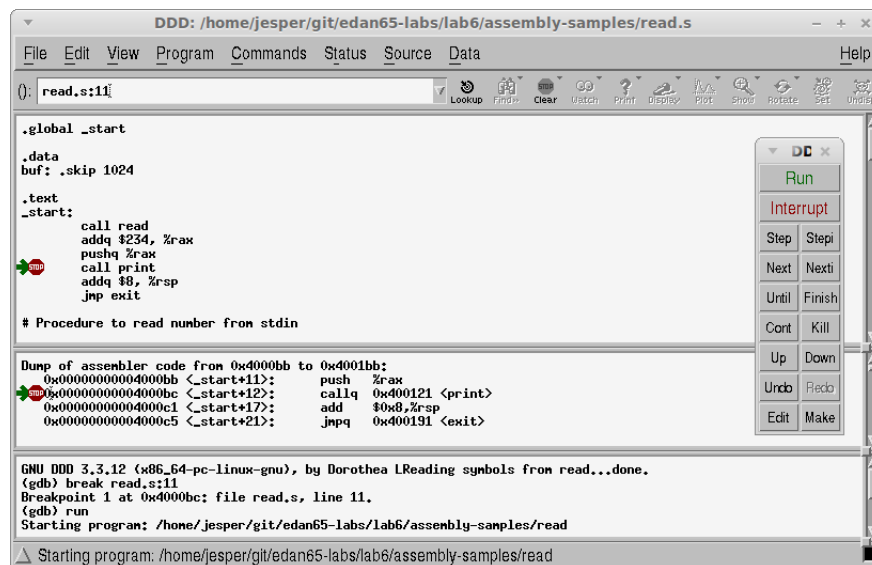 DDD: /home/jesper/git/edan65-labs/lab6/assembly-samples/read.s
File Edit View Program Commands Status Source Data Help
(): read.s:11
Lookup Find» Clear Watch Print Display Plot Show Rotate Set Undis
.global _start
.data
buf: .skip 1024
.text
_start:
call read
addq $234, %rax
pushq %rax
STOP call print
addq $8, %rsp
jmp exit
# Procedure to read number from stdin
DD
Run
Interrupt
Step Stepi
Next Nexti
Until Finish
Cont Kill
Up Down
Undo Redo
Edit Make
Dump of assembler code from 0x4000bb to 0x4001bb:
0x00000000004000bb <_start+11>: push %rax
STOP 0x00000000004000bc <_start+12>: callq 0x400121 <print>
0x00000000004000c1 <_start+17>: add $0x8,%rsp
0x00000000004000c5 <_start+21>: jmpq 0x400191 <exit>
GNU DDD 3.3.12 (x86_64-pc-linux-gnu), by Dorothea LReading symbols from read...done.
(gdb) break read.s:11
Breakpoint 1 at 0x4000bc: file read.s, line 11.
(gdb) run
Starting program: /home/jesper/git/edan65-labs/lab6/assembly-samples/read
Starting program: /home/jesper/git/edan65-labs/lab6/assembly-samples/read